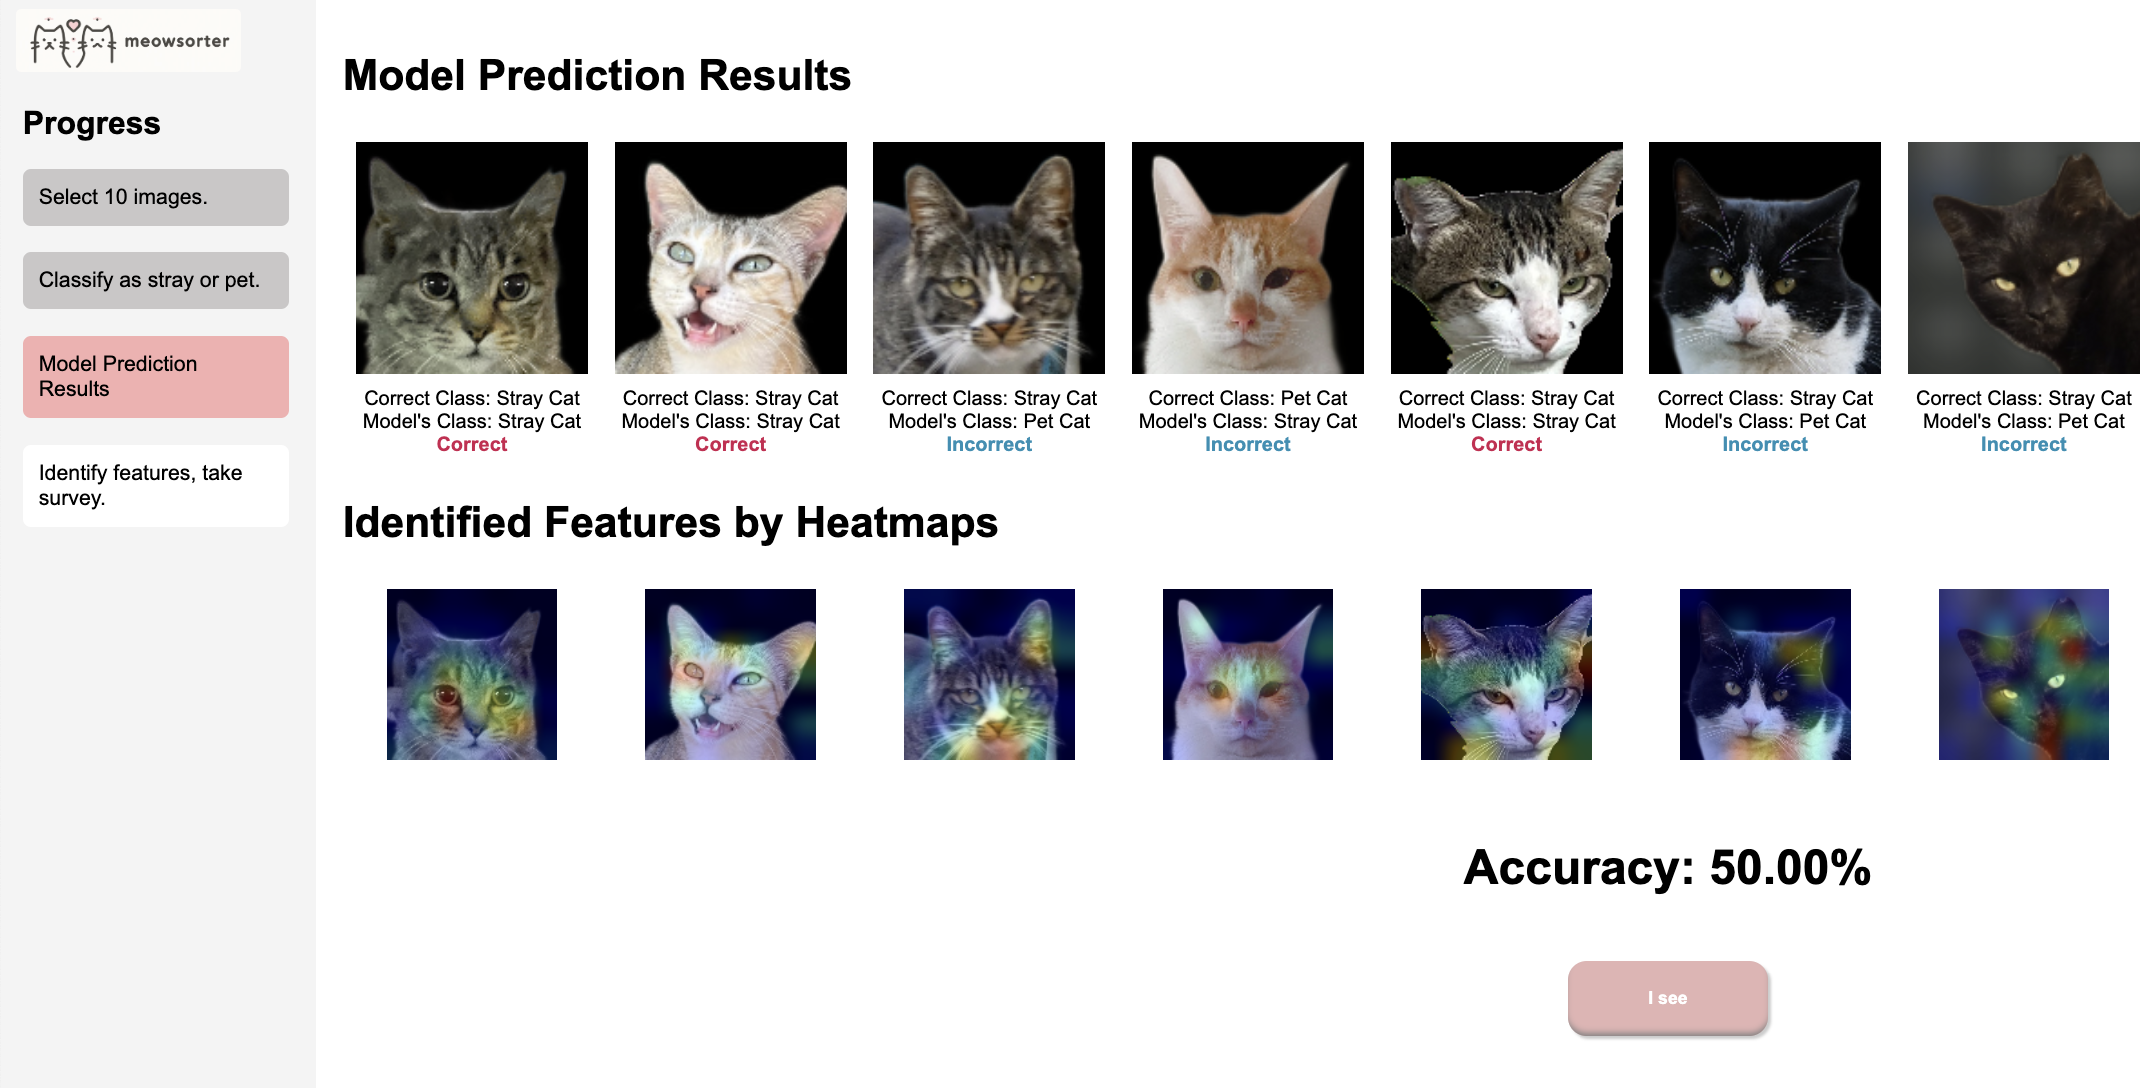 meowsorter
Progress
Select 10 images.
Classify as stray or pet.
Model Prediction
Results
Identify features, take
survey.
Model Prediction Results
Correct Class: Stray Cat
Model's Class: Stray Cat
Correct
Correct Class: Stray Cat
Model's Class: Stray Cat
Correct
Correct Class: Stray Cat
Model's Class: Pet Cat
Incorrect
Correct Class: Pet Cat
Model's Class: Stray Cat
Incorrect
Correct Class: Stray Cat
Model's Class: Stray Cat
Correct
Correct Class: Stray Cat
Model's Class: Pet Cat
Incorrect
Correct Class: Stray Cat
Model's Class: Pet Cat
Incorrect
Identified Features by Heatmaps
Accuracy: 50.00%
I see